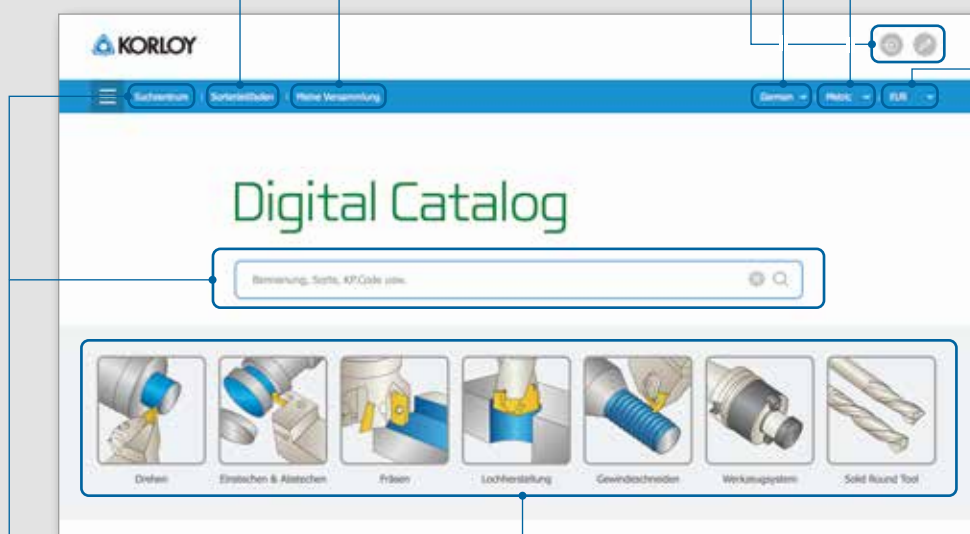 KORLOY
Suchzentrum
Sortenleitfaden
Meine Versammlung
German
Metric
EUR
Digital Catalog
Bennenung, Sorte, KP.Code usw.
Drehen
Einstechen & Abstechen
Fräsen
Lochherstellung
Gewindeschneiden
Werkzeugsystem
Solid Round Tool